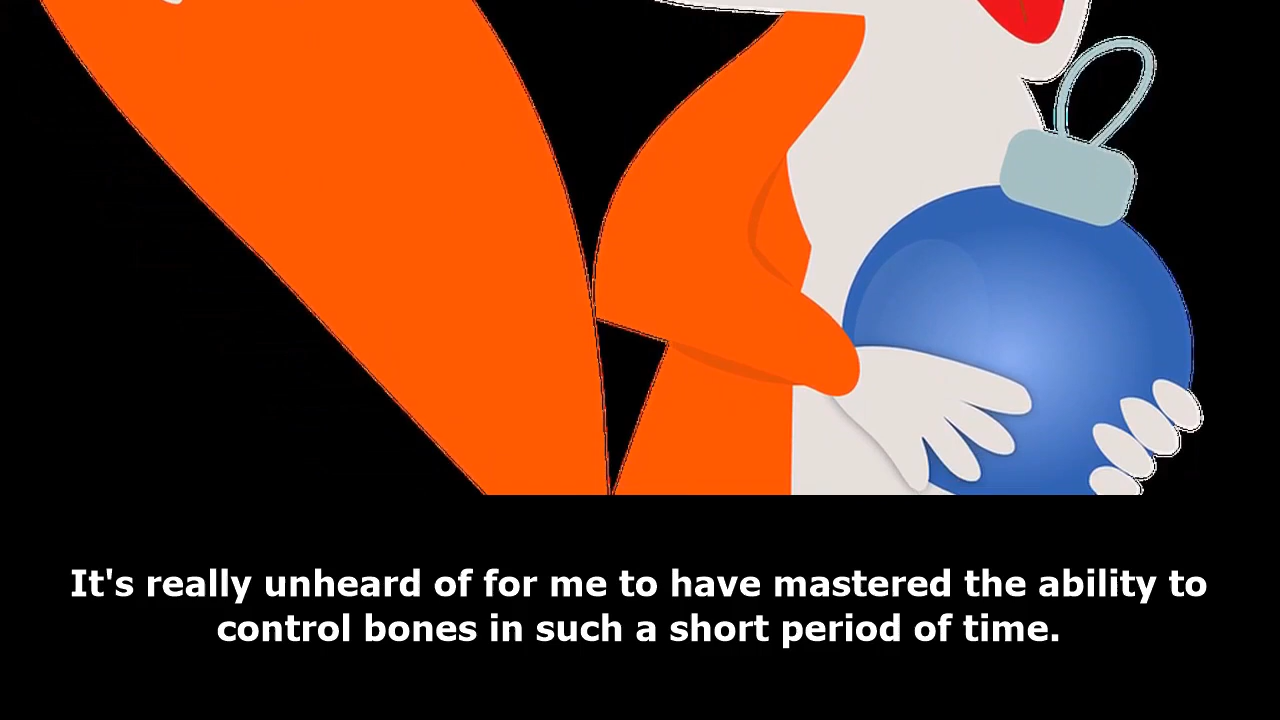 It's really unheard of for me to have mastered the ability to
control bones in such a short period of time.